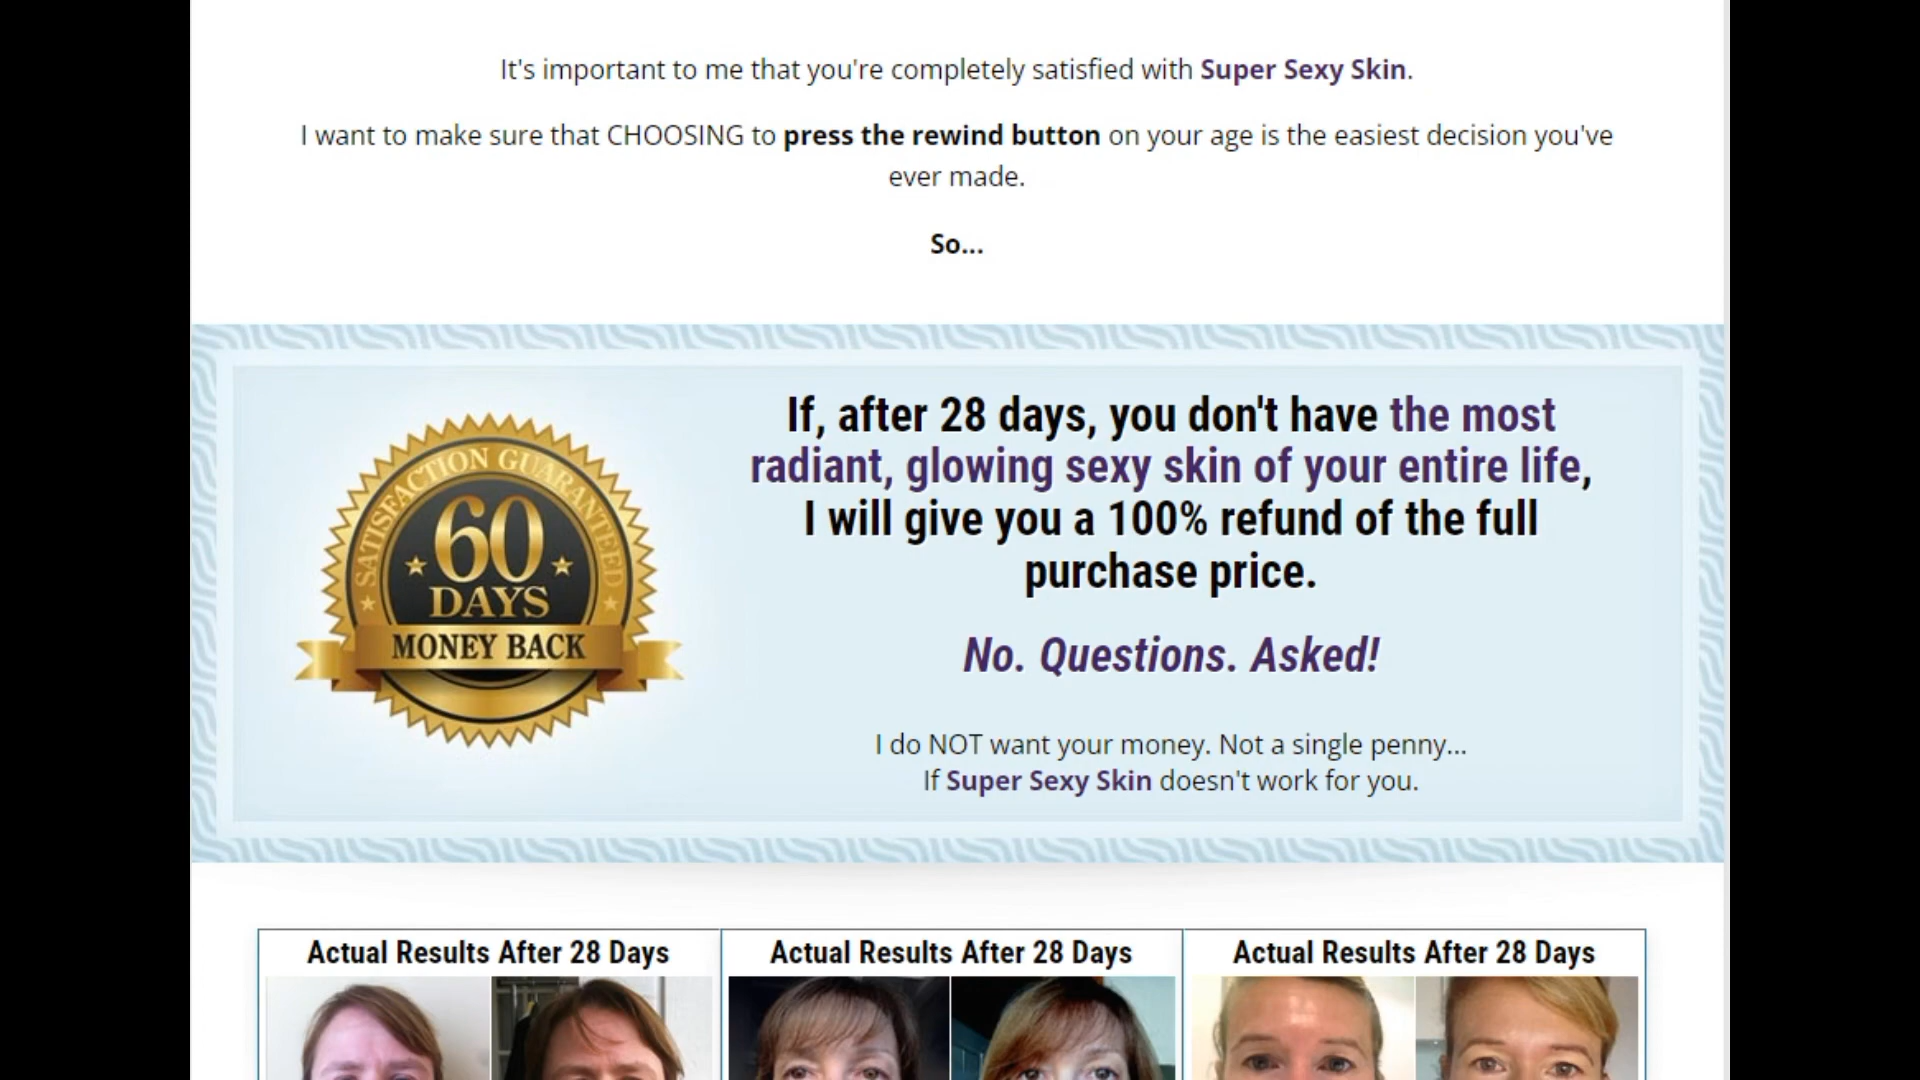 It's important to me that you're completely satisfied with Super Sexy Skin.
I want to make sure that CHOOSING to press the rewind button on your age is the easiest decision you've
ever made.
So...
SATISFACTION GUARANTEED
60
DAYS
MONEY BACK
If, after 28 days, you don't have the most
radiant, glowing sexy skin of your entire life,
I will give you a 100% refund of the full
purchase price.
No. Questions. Asked!
I do NOT want your money. Not a single penny...
If Super Sexy Skin doesn't work for you.
Actual Results After 28 Days
Actual Results After 28 Days
Actual Results After 28 Days